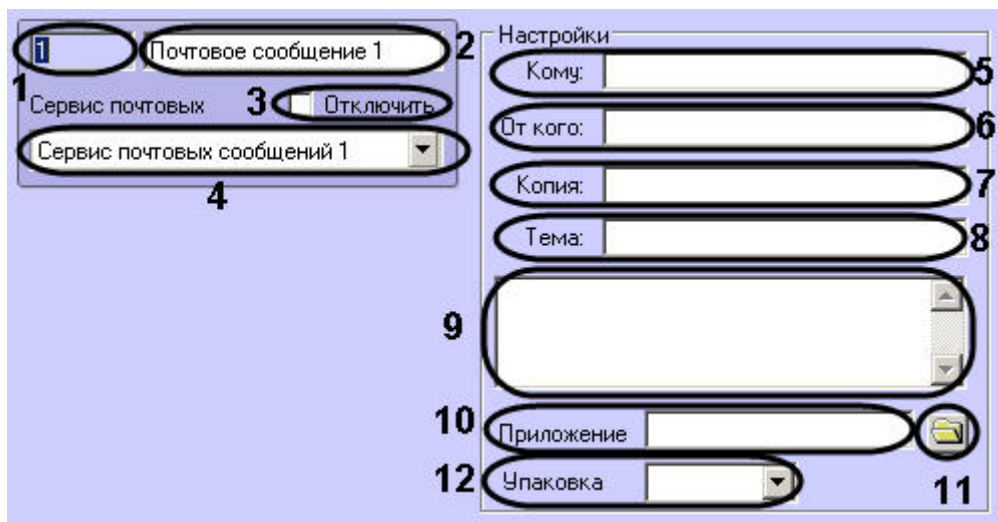 1 Почтовое сообщение 1 2
1
Сервис почтовых 3 Отключить
Сервис почтовых сообщений 1
4
Настройки
Кому: 5
От кого: 6
Копия: 7
Тема: 8
9
10 Приложение
11
12 Упаковка